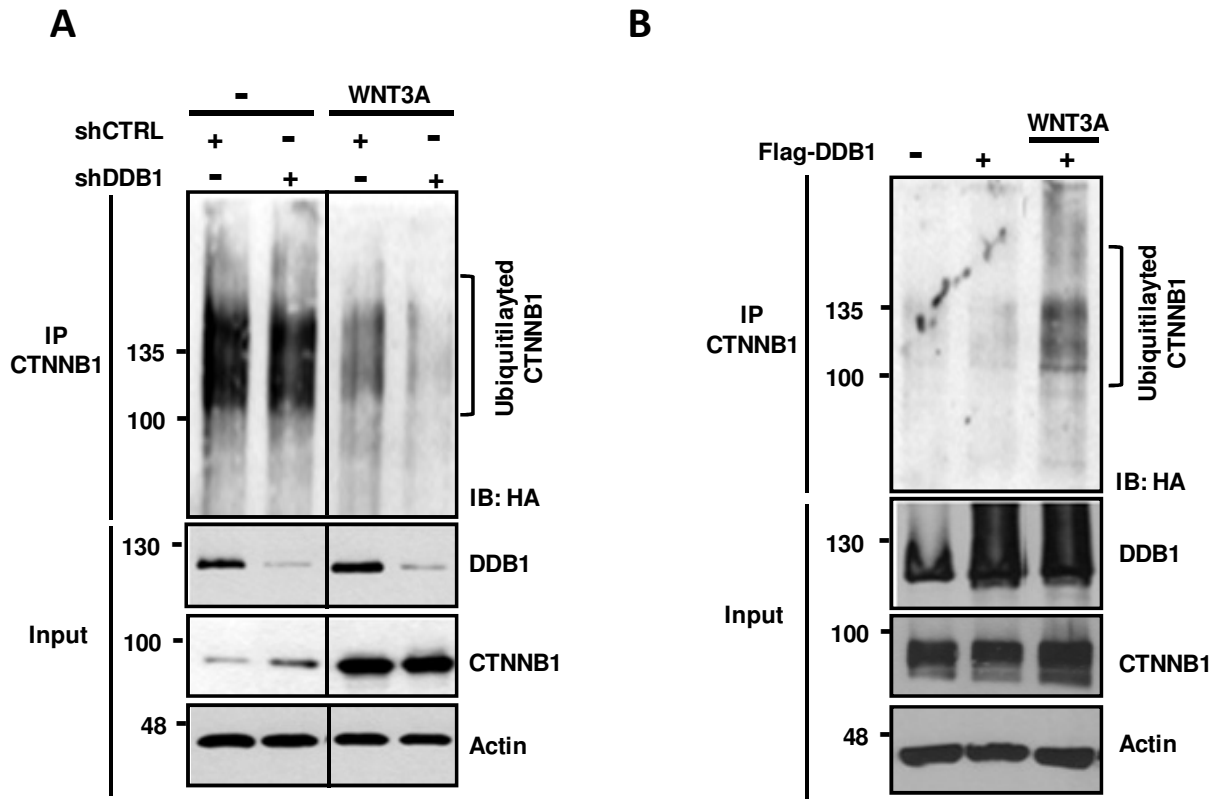 A
- WNT3A
shCTRL + - + -
shDDB1 - + - +
IP
CTNNB1
135
100
Ubiquitilayted
CTNNB1
IB: HA
Input
130
DDB1
100
CTNNB1
48
Actin
B
WNT3A
Flag-DDB1 - + +
IP
CTNNB1
135
100
Ubiquitilayted
CTNNB1
IB: HA
Input
130
DDB1
100
CTNNB1
48
Actin